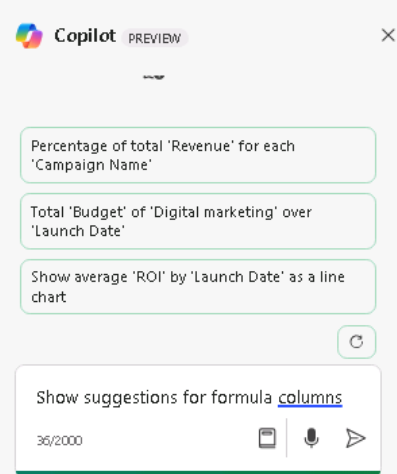 Copilot PREVIEW
Percentage of total 'Revenue' for each
'Campaign Name'
Total 'Budget' of 'Digital marketing' over
'Launch Date'
Show average 'ROI' by 'Launch Date' as a line
chart
Show suggestions for formula columns
36/2000